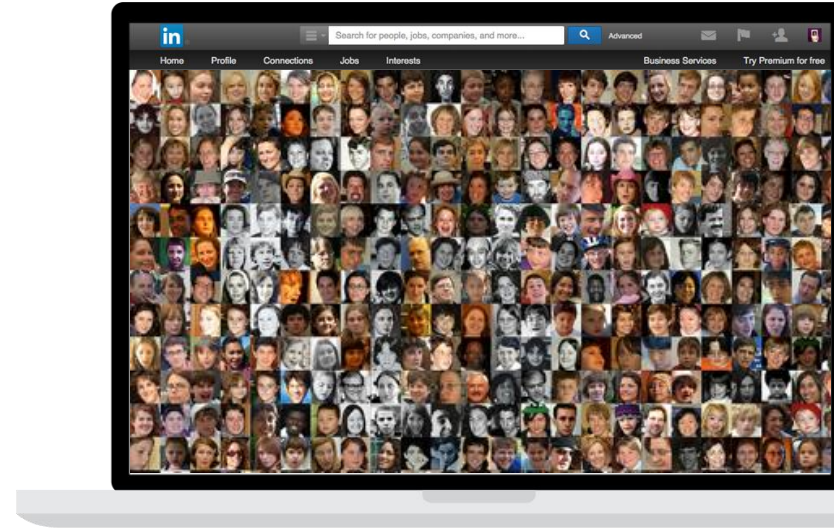 in
Search for people, jobs, companies, and more...
Advanced
Home Profile Connections Jobs Interests Business Services Try Premium for free